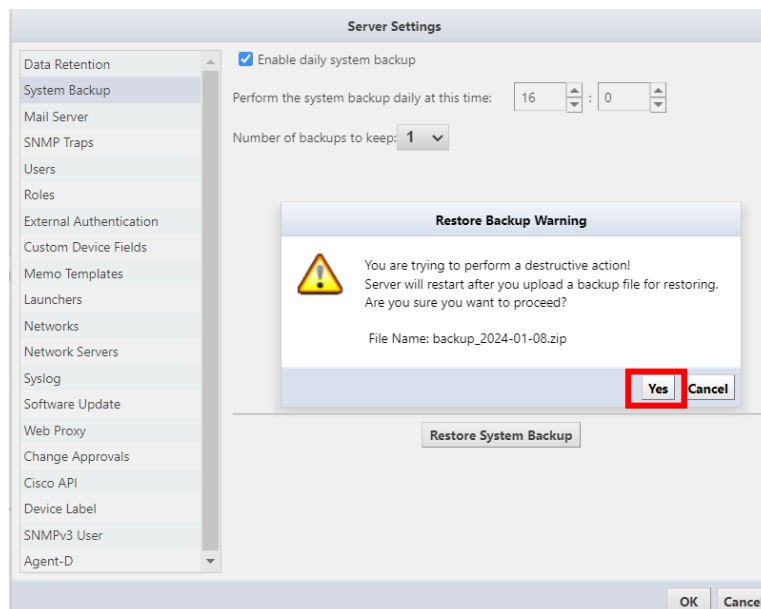 Server Settings
Data Retention
System Backup
Mail Server
SNMP Traps
Users
Roles
External Authentication
Custom Device Fields
Memo Templates
Launchers
Networks
Network Servers
Syslog
Software Update
Web Proxy
Change Approvals
Cisco API
Device Label
SNMPv3 User
Agent-D
Enable daily system backup
Perform the system backup daily at this time: 16 : 0
Number of backups to keep: 1
Restore Backup Warning
You are trying to perform a destructive action!
Server will restart after you upload a backup file for restoring.
Are you sure you want to proceed?
File Name: backup_2024-01-08.zip
Yes Cancel
Restore System Backup
OK Cancel